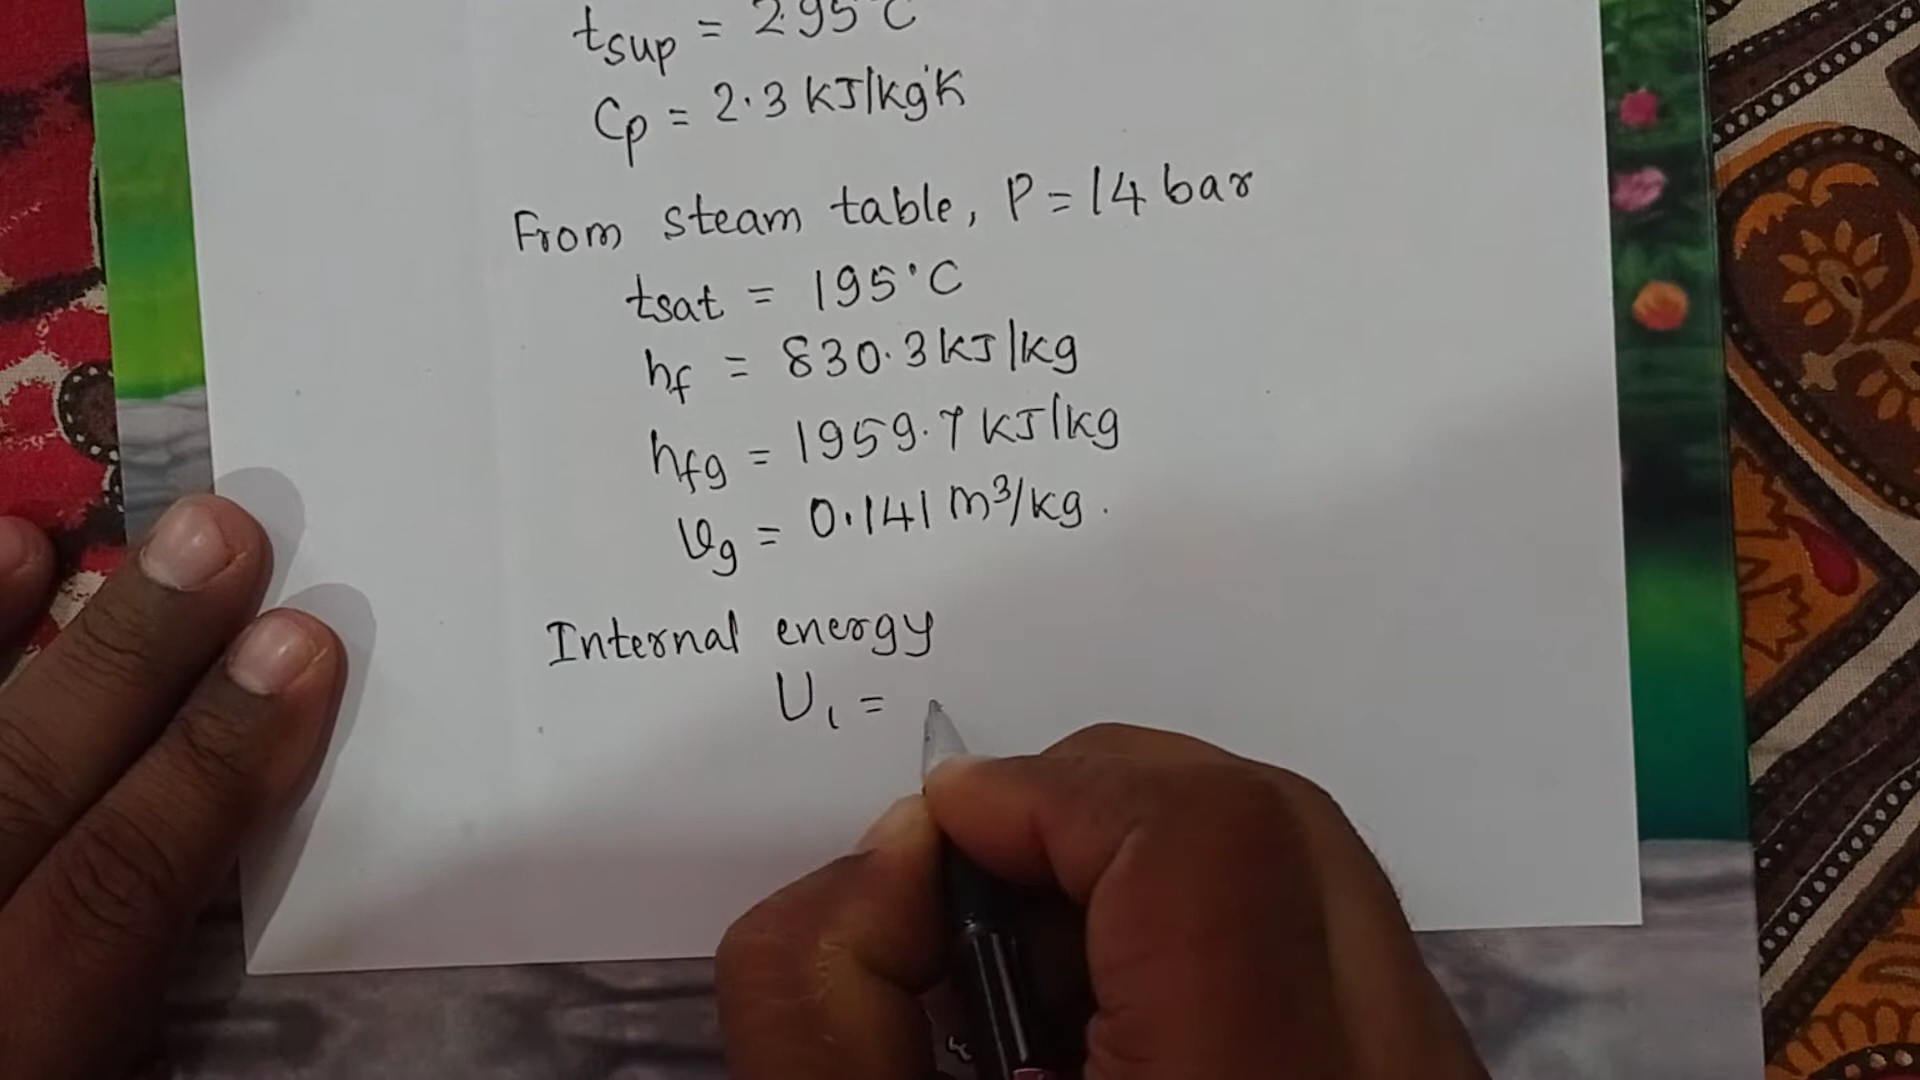 tsup = 295°C
Cp = 2.3 kJ/kg°K
From steam table, P = 14 bar
tsat = 195°C
hf = 830.3 kJ/kg
hfg = 1959.7 kJ/kg
vg = 0.141 m³/kg.
Internal energy
U1 =